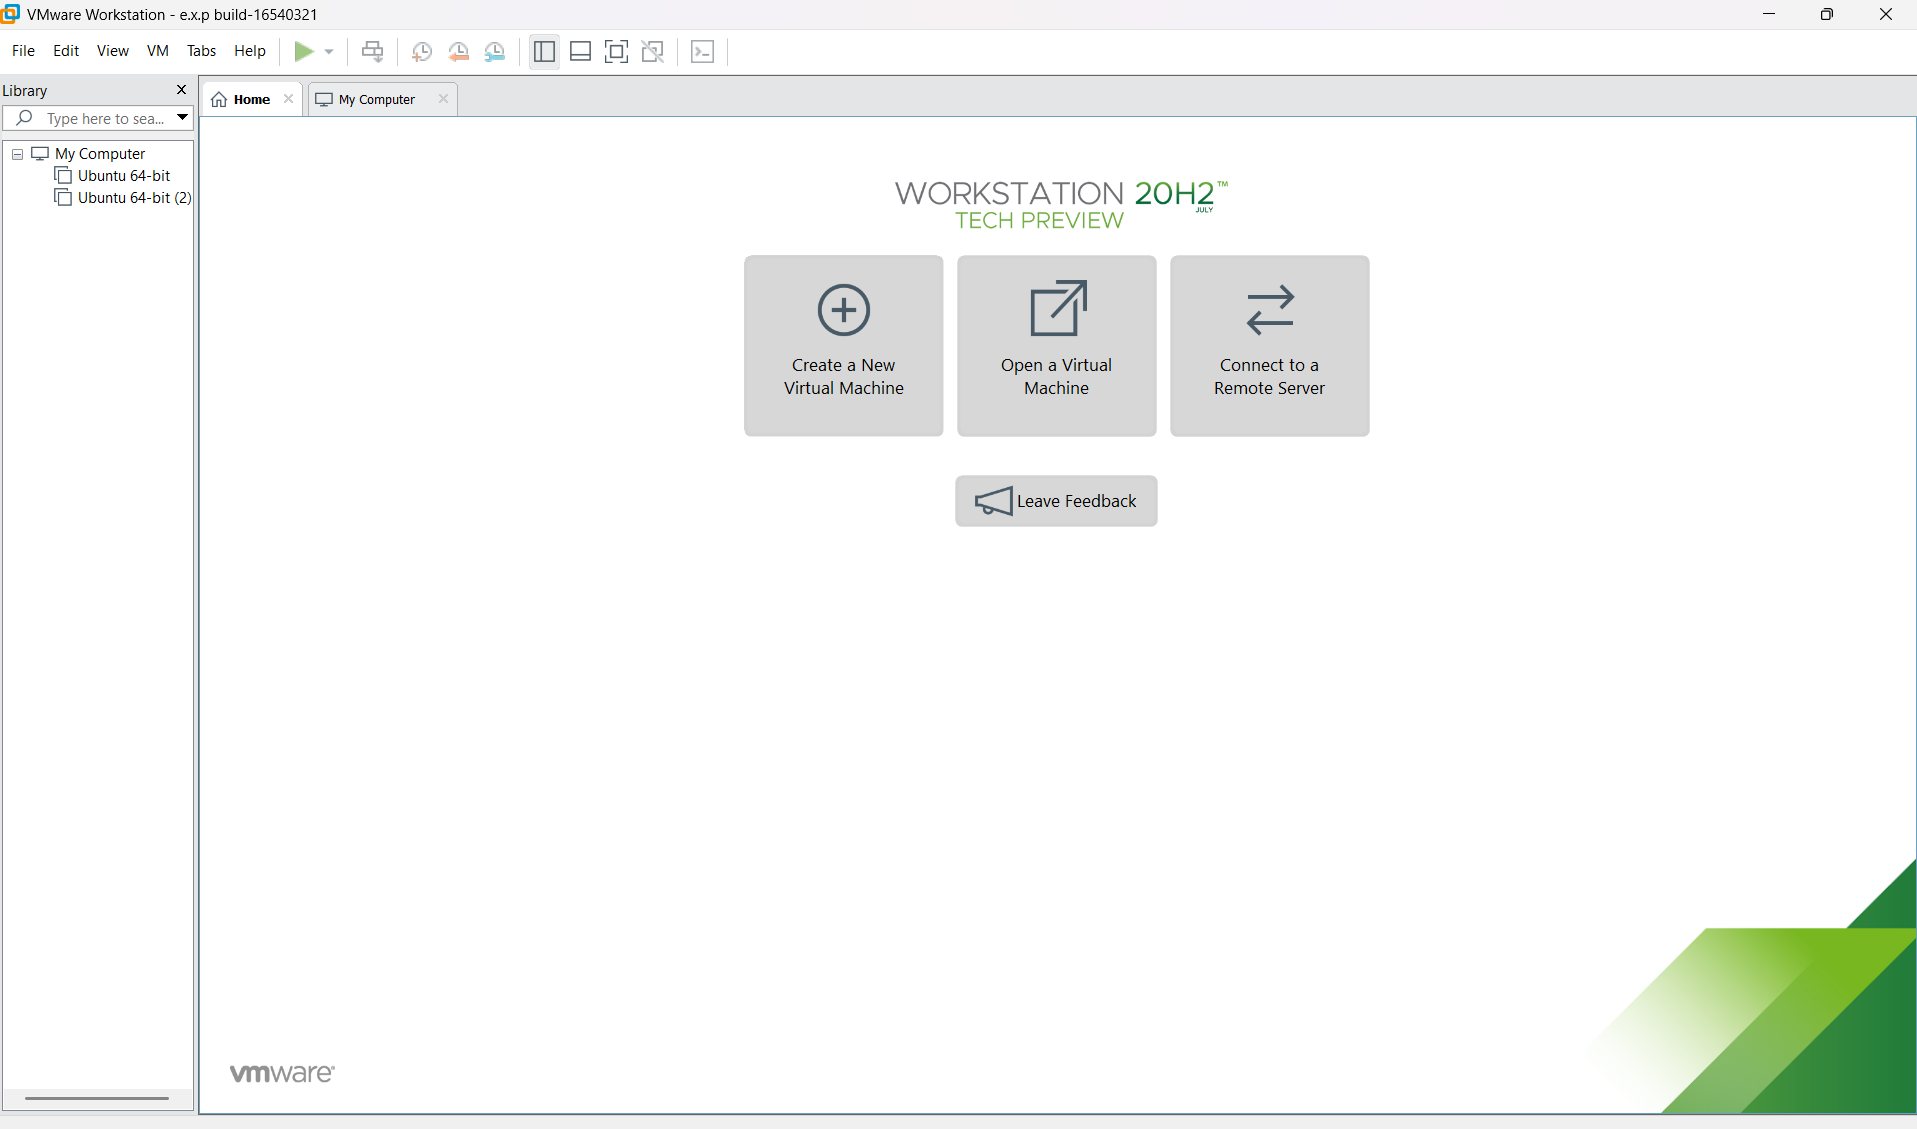 VMware Workstation - e.x.p build-16540321
File Edit View VM Tabs Help
Library
Type here to sea...
My Computer
Ubuntu 64-bit
Ubuntu 64-bit (2)
Home
My Computer
WORKSTATION 20H2™
JULY
TECH PREVIEW
Create a New
Virtual Machine
Open a Virtual
Machine
Connect to a
Remote Server
Leave Feedback
vmware®